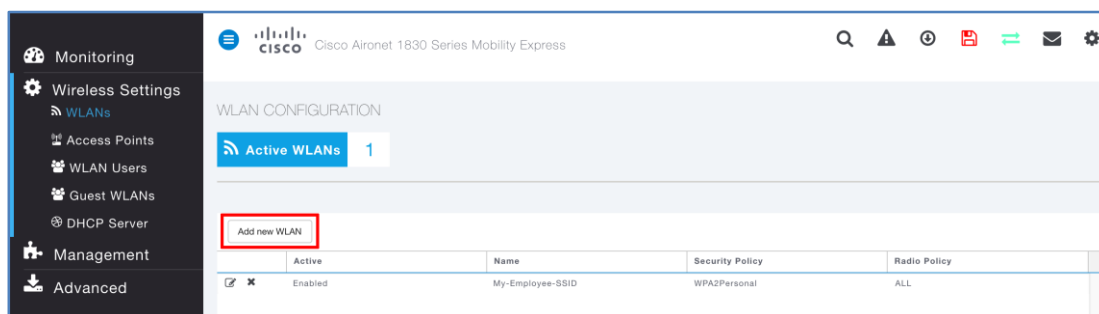 Monitoring
Wireless Settings
WLANs
Access Points
WLAN Users
Guest WLANs
DHCP Server
Management
Advanced
CISCO Cisco Aironet 1830 Series Mobility Express
WLAN CONFIGURATION
Active WLANs 1
Add new WLAN
Active Name Security Policy Radio Policy
Enabled My-Employee-SSID WPA2Personal ALL